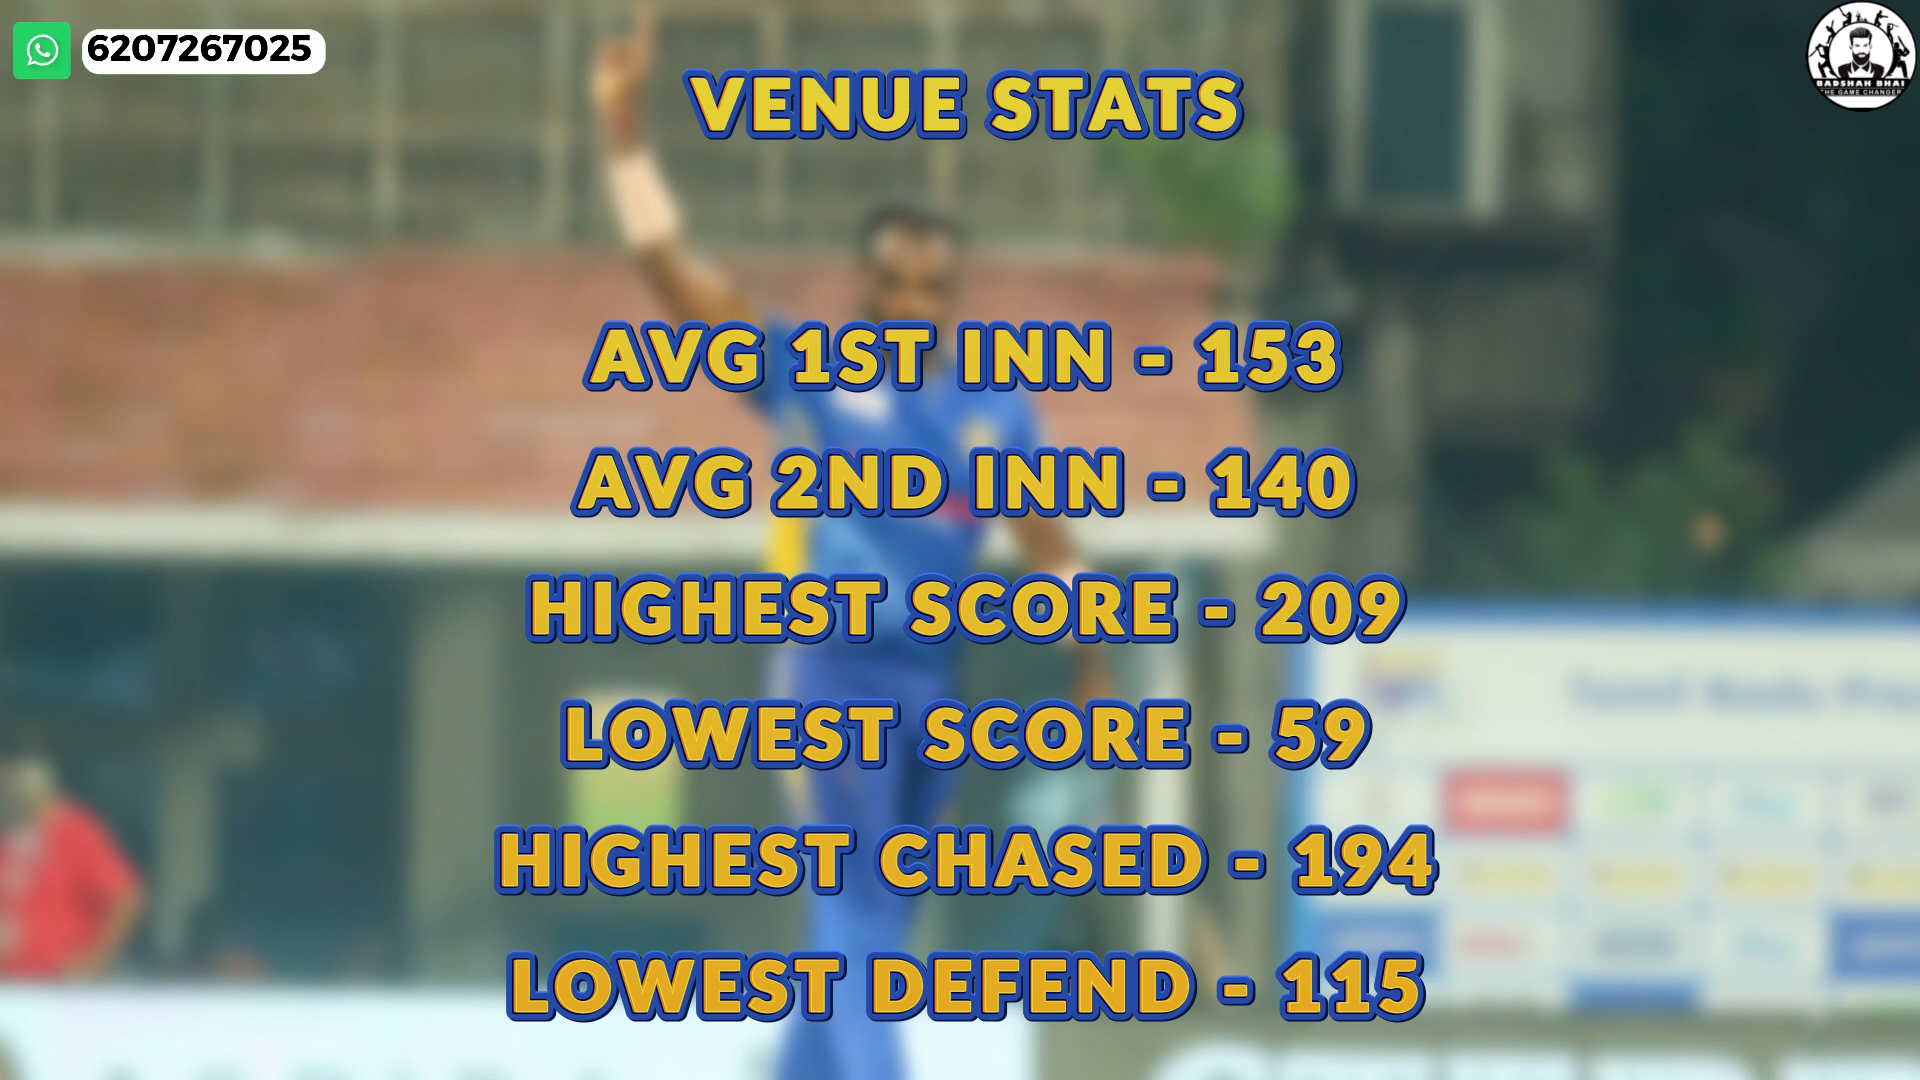 6207267025
BADSHAH BHAI
THE GAME CHANGER
VENUE STATS
AVG 1ST INN - 153
AVG 2ND INN - 140
HIGHEST SCORE - 209
LOWEST SCORE - 59
HIGHEST CHASED - 194
LOWEST DEFEND - 115